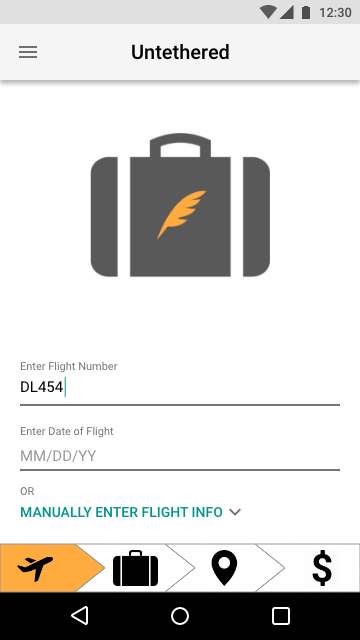 12:30
Untethered
Enter Flight Number
DL454
Enter Date of Flight
MM/DD/YY
OR
MANUALLY ENTER FLIGHT INFO
$